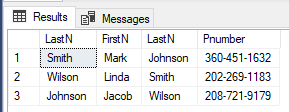 Results Messages
LastN FirstN LastN Pnumber
1 Smith Mark Johnson 360-451-1632
2 Wilson Linda Smith 202-269-1183
3 Johnson Jacob Wilson 208-721-9179